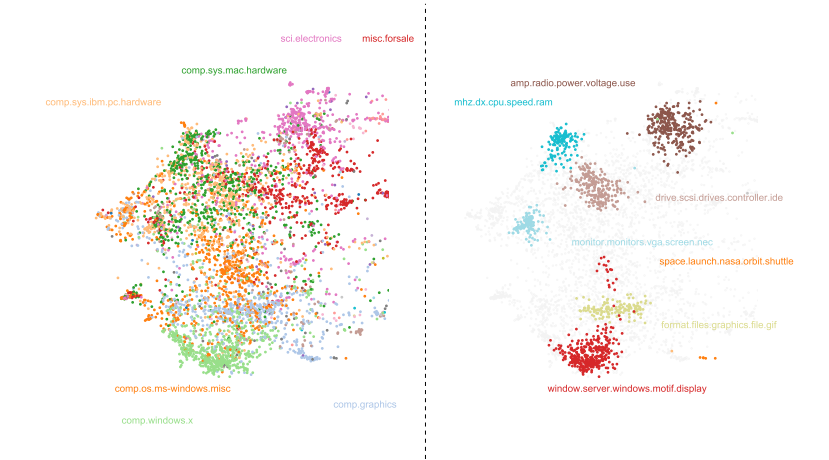 sci.electronics
misc.forsale
comp.sys.mac.hardware
comp.sys.ibm.pc.hardware
comp.os.ms-windows.misc
comp.graphics
comp.windows.x
amp.radio.power.voltage.use
mhz.dx.cpu.speed.ram
drive.scsi.drives.controller.ide
monitor.monitors.vga.screen.nec
space.launch.nasa.orbit.shuttle
format.files.graphics.file.gif
window.server.windows.motif.display